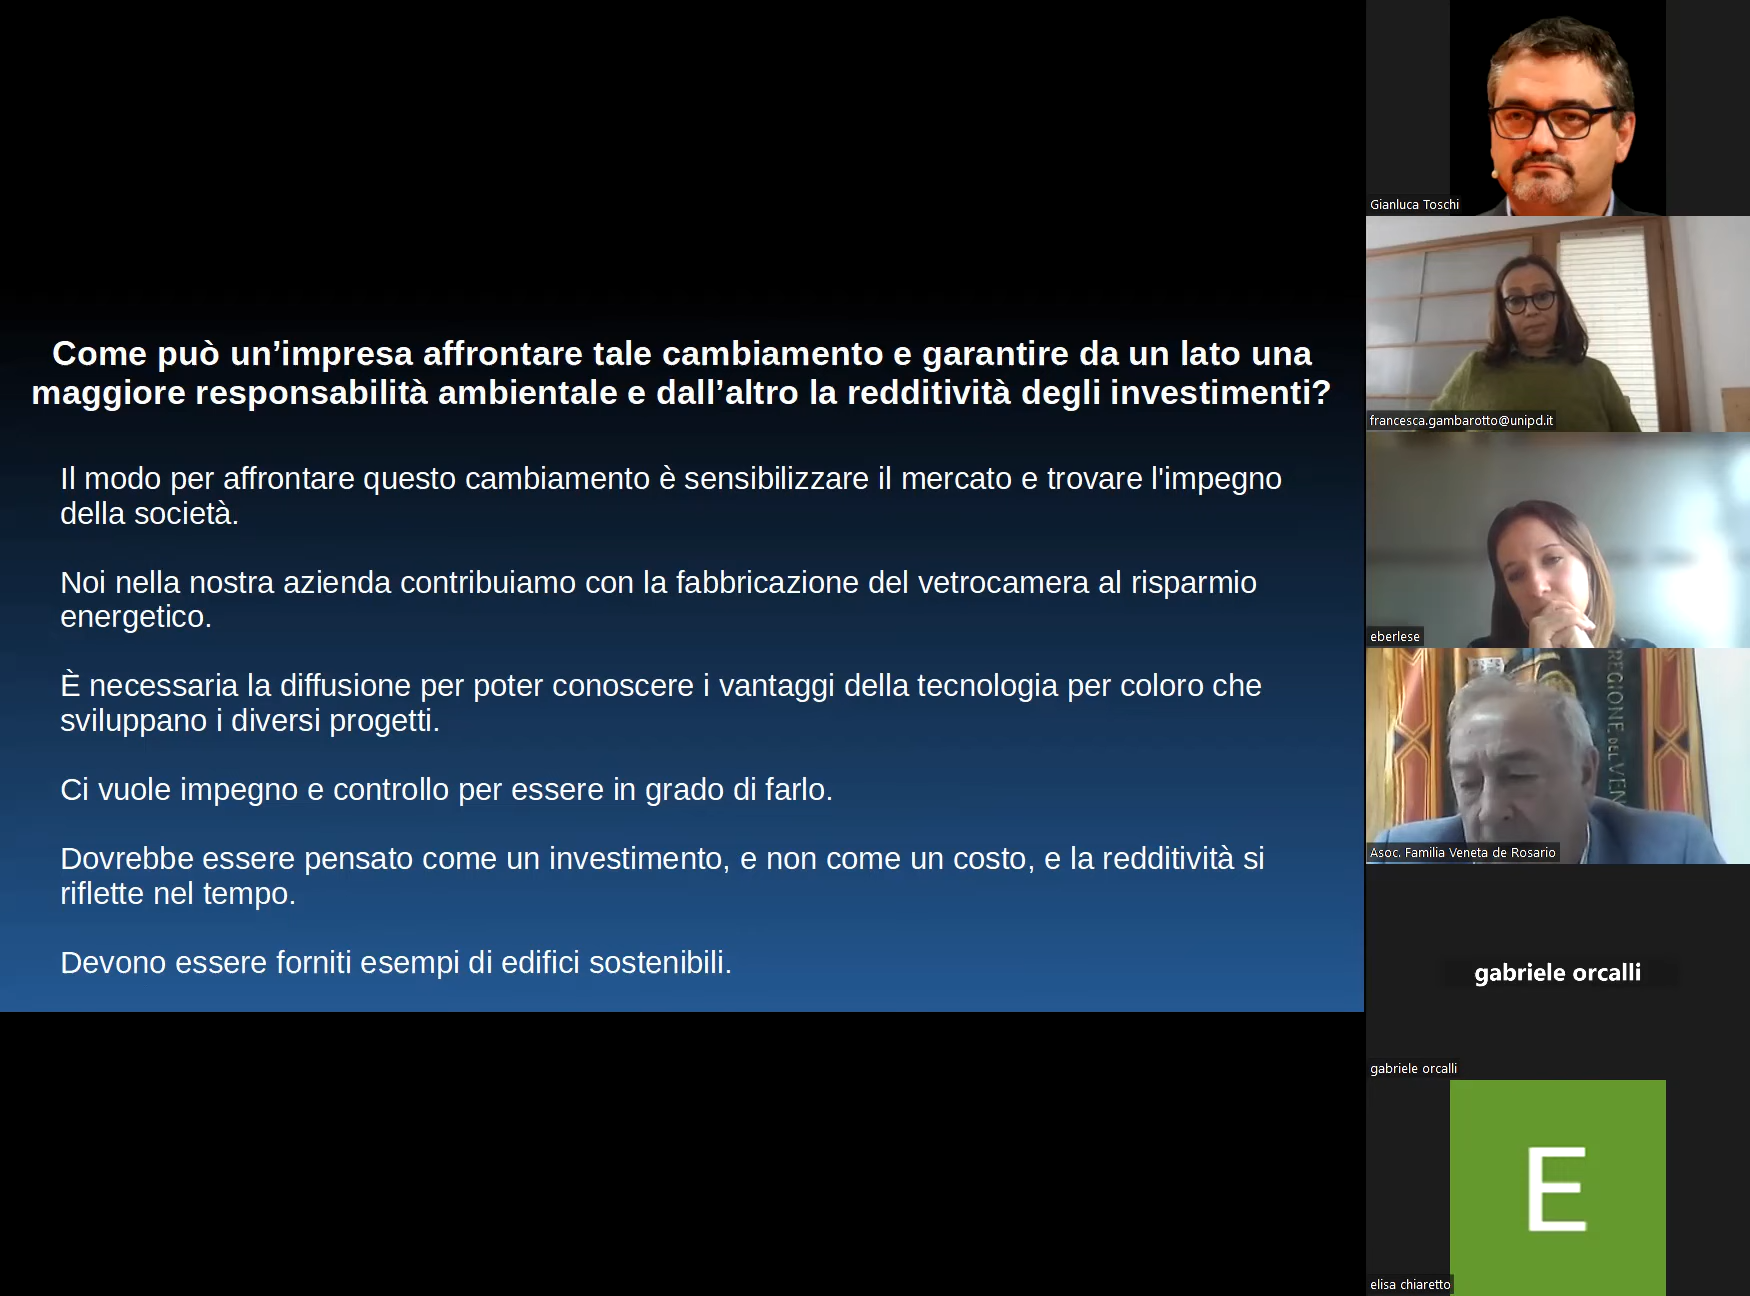 Come può un’impresa affrontare tale cambiamento e garantire da un lato una
maggiore responsabilità ambientale e dall’altro la redditività degli investimenti?
Il modo per affrontare questo cambiamento è sensibilizzare il mercato e trovare l'impegno
della società.
Noi nella nostra azienda contribuiamo con la fabbricazione del vetrocamera al risparmio
energetico.
È necessaria la diffusione per poter conoscere i vantaggi della tecnologia per coloro che
sviluppano i diversi progetti.
Ci vuole impegno e controllo per essere in grado di farlo.
Dovrebbe essere pensato come un investimento, e non come un costo, e la redditività si
riflette nel tempo.
Devono essere forniti esempi di edifici sostenibili.
Gianluca Toschi
francesca.gambarotto@unipd.it
eberlese
REGIONE DEL VEN
Asoc. Familia Veneta de Rosario
gabriele orcalli
gabriele orcalli
E
elisa chiaretto